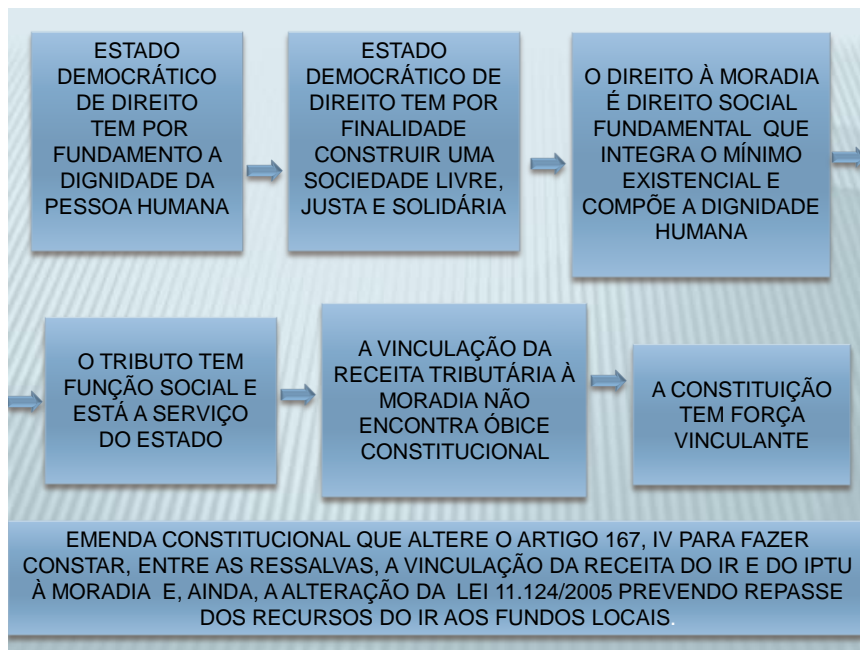 ESTADO
DEMOCRÁTICO
DE DIREITO
TEM POR
FUNDAMENTO A
DIGNIDADE DA
PESSOA HUMANA
ESTADO
DEMOCRÁTICO DE
DIREITO TEM POR
FINALIDADE
CONSTRUIR UMA
SOCIEDADE LIVRE,
JUSTA E SOLIDÁRIA
O DIREITO À MORADIA
É DIREITO SOCIAL
FUNDAMENTAL QUE
INTEGRA O MÍNIMO
EXISTENCIAL E
COMPÕE A DIGNIDADE
HUMANA
O TRIBUTO TEM
FUNÇÃO SOCIAL E
ESTÁ A SERVIÇO
DO ESTADO
A VINCULAÇÃO DA
RECEITA TRIBUTÁRIA À
MORADIA NÃO
ENCONTRA ÓBICE
CONSTITUCIONAL
A CONSTITUIÇÃO
TEM FORÇA
VINCULANTE
EMENDA CONSTITUCIONAL QUE ALTERE O ARTIGO 167, IV PARA FAZER
CONSTAR, ENTRE AS RESSALVAS, A VINCULAÇÃO DA RECEITA DO IR E DO IPTU
À MORADIA E, AINDA, A ALTERAÇÃO DA LEI 11.124/2005 PREVENDO REPASSE
DOS RECURSOS DO IR AOS FUNDOS LOCAIS.